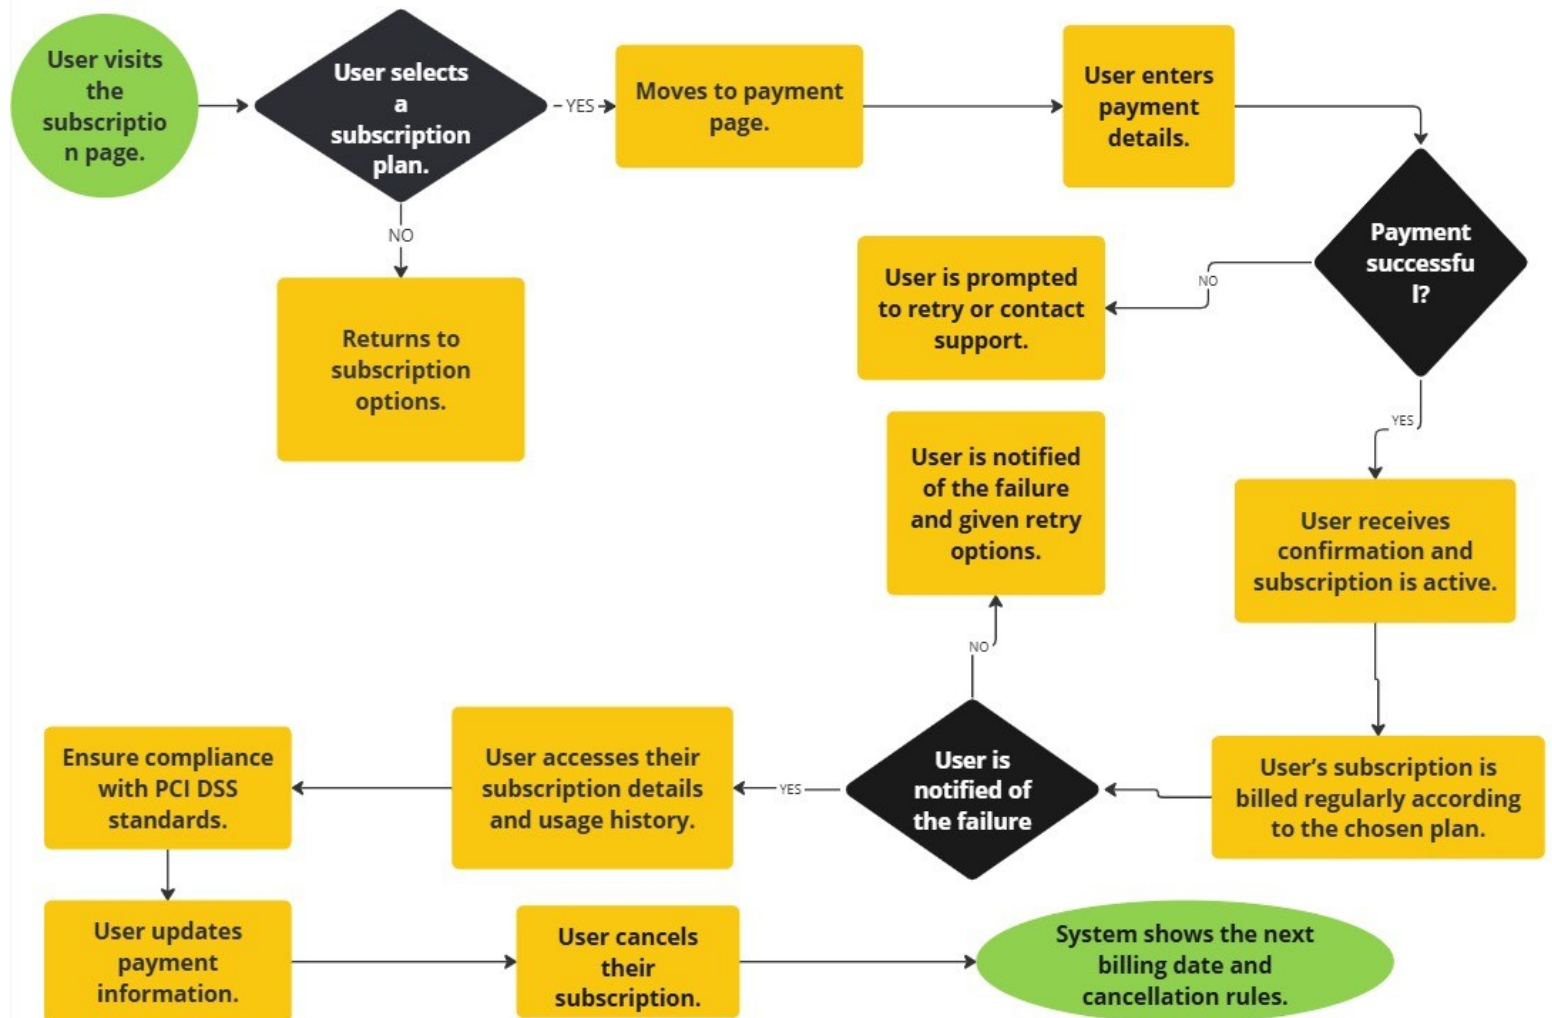 User visits
the
subscriptio
n page.
User selects
a
subscription
plan.
YES
Moves to payment
page.
User enters
payment
details.
NO
Returns to
subscription
options.
Payment
successfu
l?
NO
User is prompted
to retry or contact
support.
YES
User receives
confirmation and
subscription is active.
User's subscription is
billed regularly according
to the chosen plan.
User is
notified of
the failure
NO
User is notified
of the failure
and given retry
options.
YES
User accesses their
subscription details
and usage history.
Ensure compliance
with PCI DSS
standards.
User updates
payment
information.
User cancels
their
subscription.
System shows the next
billing date and
cancellation rules.